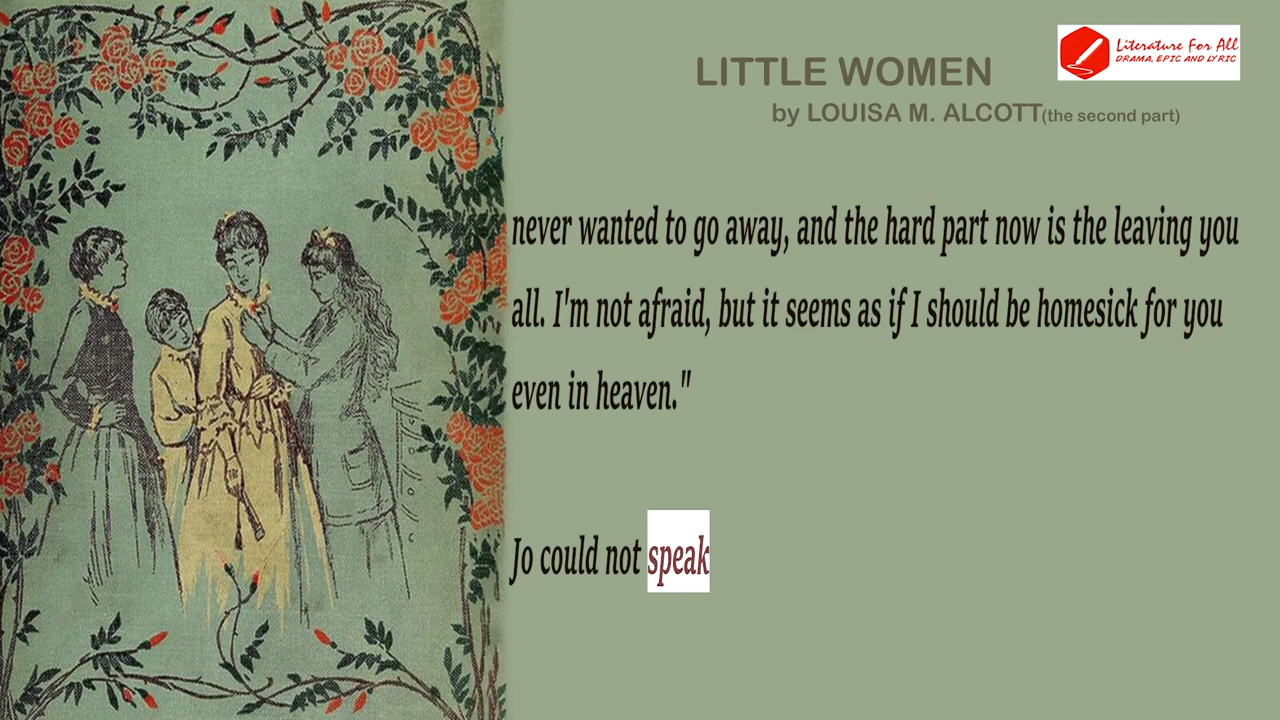 LITTLE WOMEN
by LOUISA M. ALCOTT(the second part)
Literature For All
DRAMA, EPIC AND LYRIC
never wanted to go away, and the hard part now is the leaving you
all. I'm not afraid, but it seems as if I should be homesick for you
even in heaven."
Jo could not speak